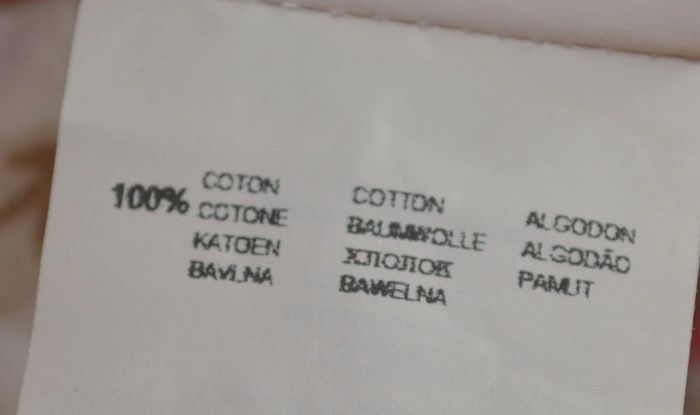 100% COTON COTTON ALGODON
COTONE BAUMWOLLE ALGODÃO
KATOEN ХЛОПОК PAMUT
BAVLNA BAWELNA